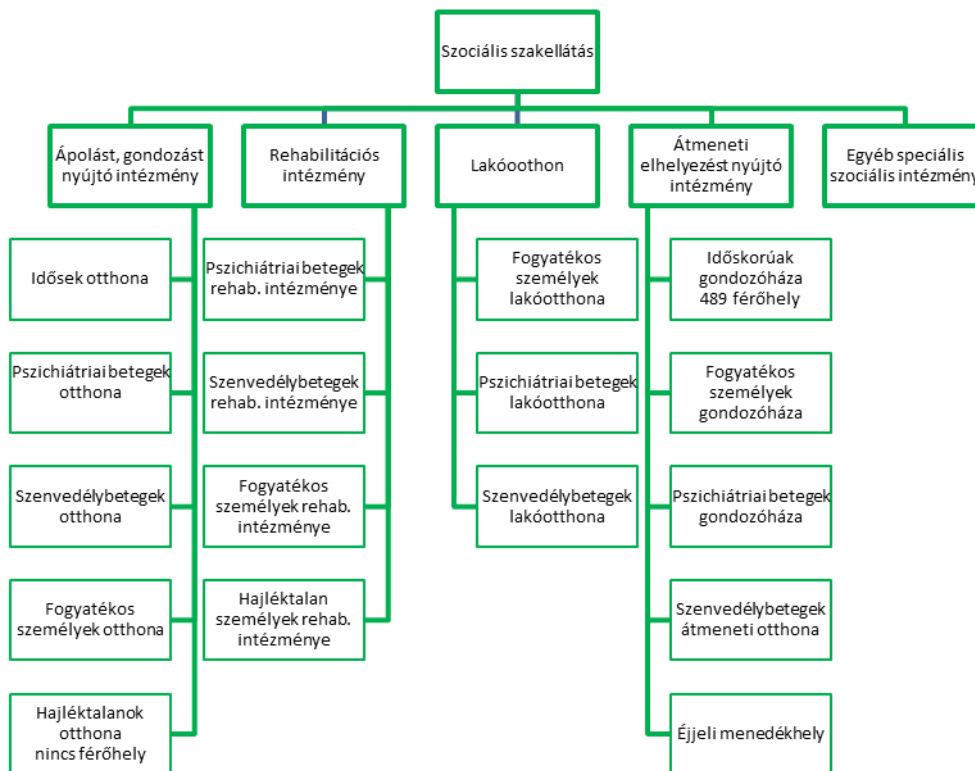 Szociális szakellátás
Ápolást, gondozást
nyújtó intézmény
Rehabilitációs
intézmény
Lakóoothon
Átmeneti
elhelyezést nyújtó
intézmény
Egyéb speciális
szociális intézmény
Idősek otthona
Pszichiátriai betegek
otthona
Szenvedélybetegek
otthona
Fogyatékos
személyek otthona
Hajléktalanok
otthona
nincs férőhely
Pszichiátriai betegek
rehab. intézménye
Szenvedélybetegek
rehab. intézménye
Fogyatékos
személyek rehab.
intézménye
Hajléktalan
személyek rehab.
intézménye
Fogyatékos
személyek
lakóotthona
Pszichiátriai betegek
lakóotthona
Szenvedélybetegek
lakóotthona
Időskorúak
gondozóháza
489 férőhely
Fogyatékos
személyek
gondozóháza
Pszichiátriai betegek
gondozóháza
Szenvedélybetegek
átmeneti otthona
Éjjeli menedékhely